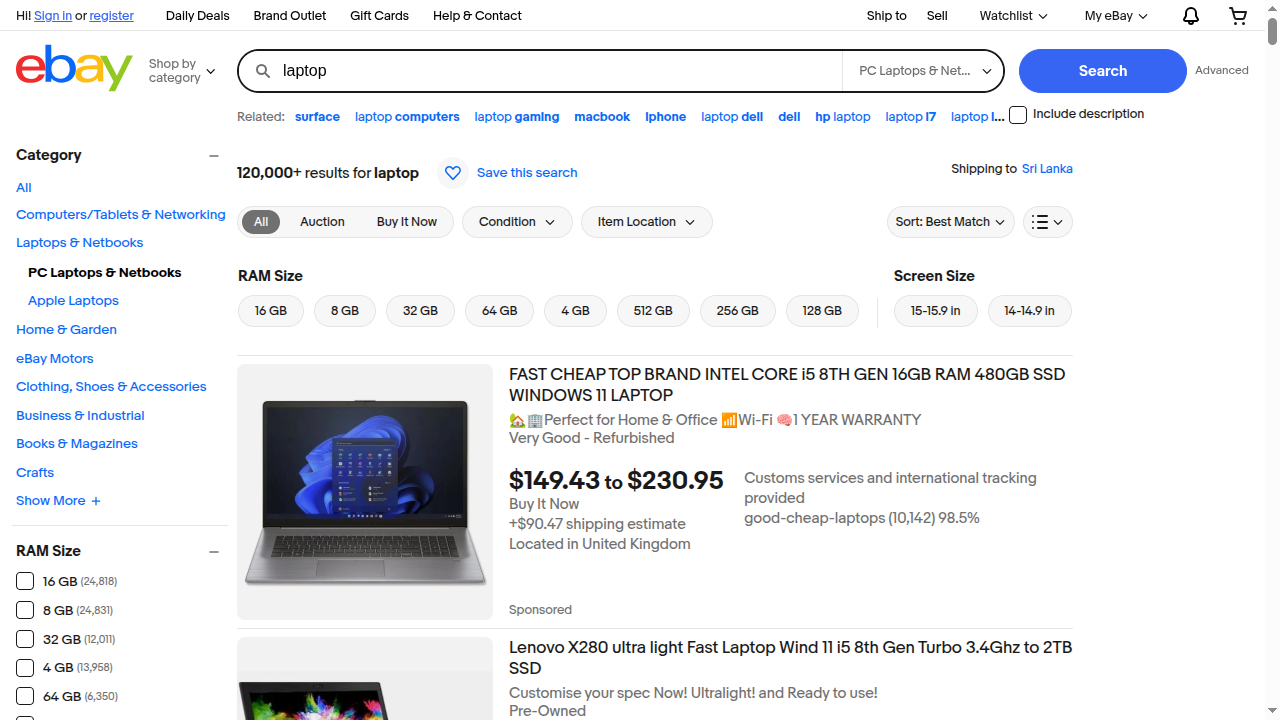 Hi! Sign in or register
Daily Deals
Brand Outlet
Gift Cards
Help & Contact
Ship to
Sell
Watchlist
My eBay
ebay
Shop by
category
laptop
PC Laptops & Net...
Search
Advanced
Related:
surface
laptop computers
laptop gaming
macbook
iphone
laptop dell
dell
hp laptop
laptop i7
laptop i...
Include description
Category
All
Computers/Tablets & Networking
Laptops & Netbooks
PC Laptops & Netbooks
Apple Laptops
Home & Garden
eBay Motors
Clothing, Shoes & Accessories
Business & Industrial
Books & Magazines
Crafts
Show More
RAM Size
16 GB (24,818)
8 GB (24,831)
32 GB (12,011)
4 GB (13,958)
64 GB (6,350)
120,000+ results for laptop
Save this search
Shipping to Sri Lanka
All
Auction
Buy It Now
Condition
Item Location
Sort: Best Match
RAM Size
16 GB
8 GB
32 GB
64 GB
4 GB
512 GB
256 GB
128 GB
Screen Size
15-15.9 in
14-14.9 in
FAST CHEAP TOP BRAND INTEL CORE i5 8TH GEN 16GB RAM 480GB SSD
WINDOWS 11 LAPTOP
🏡🏢Perfect for Home & Office 📶Wi-Fi 🧠1 YEAR WARRANTY
Very Good - Refurbished
$149.43 to $230.95
Buy It Now
+$90.47 shipping estimate
Located in United Kingdom
Customs services and international tracking
provided
good-cheap-laptops (10,142) 98.5%
Sponsored
Lenovo X280 ultra light Fast Laptop Wind 11 i5 8th Gen Turbo 3.4Ghz to 2TB
SSD
Customise your spec Now! Ultralight! and Ready to use!
Pre-Owned